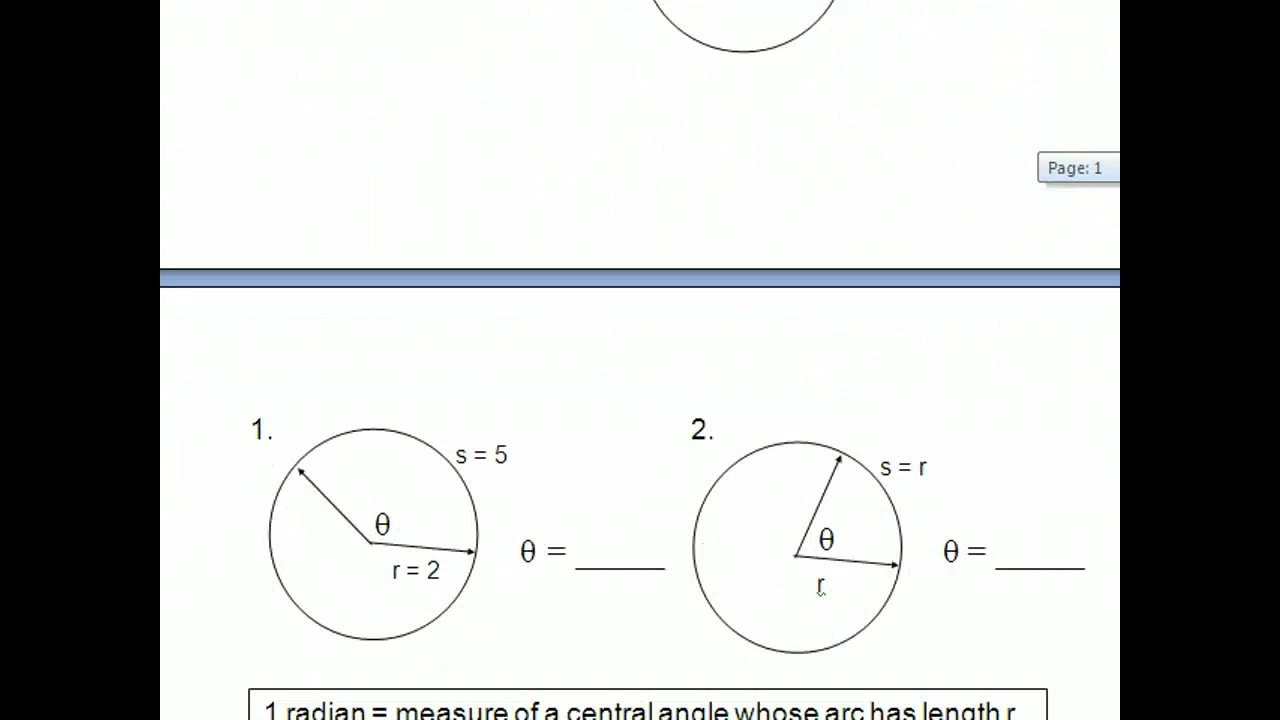 Page: 1
1.
s = 5
θ
r = 2
θ = ______
2.
s = r
θ
r
θ = ______
1 radian = measure of a central angle whose arc has length r